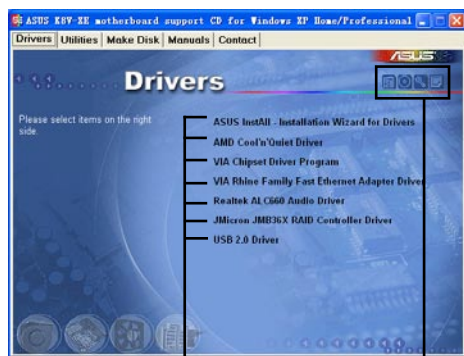 ASUS K8V-XE motherboard support CD for Windows XP Home/Professional
Drivers Utilities Make Disk Manuals Contact
ASUS
Drivers
Please select items on the right
side.
ASUS InstAll - Installation Wizard for Drivers
AMD Cool'n'Quiet Driver
VIA Chipset Driver Program
VIA Rhine Family Fast Ethernet Adapter Driver
Realtek ALC660 Audio Driver
JMicron JMB36X RAID Controller Driver
USB 2.0 Driver